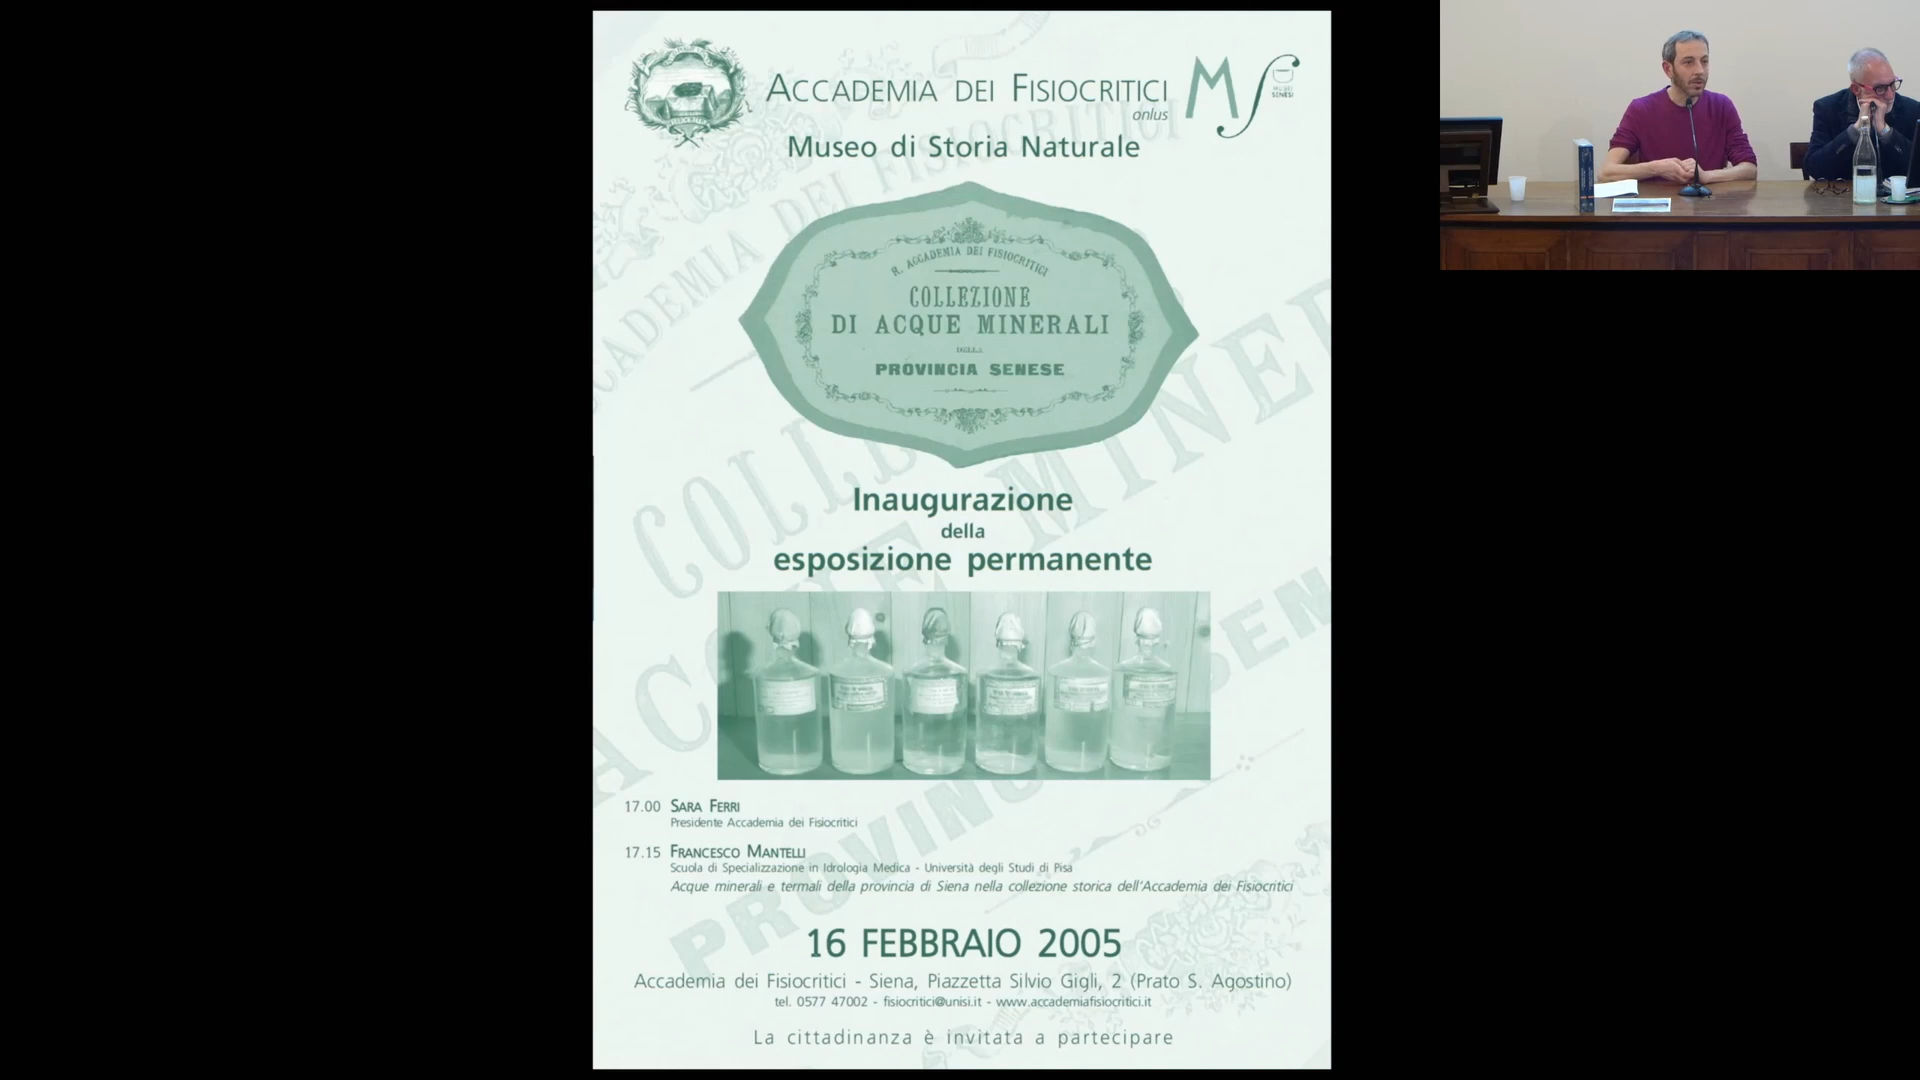 ACCADEMIA DEI FISIOCRITICI
onlus
Museo di Storia Naturale
MUSEI
SENESI
R. ACCADEMIA DEI FISIOCRITICI
COLLEZIONE
DI ACQUE MINERALI
DELLA
PROVINCIA SENESE
Inaugurazione
della
esposizione permanente
17.00 SARA FERRI
Presidente Accademia dei Fisiocritici
17.15 FRANCESCO MANTELLI
Scuola di Specializzazione in Idrologia Medica - Università degli Studi di Pisa
Acque minerali e termali della provincia di Siena nella collezione storica dell'Accademia dei Fisiocritici
16 FEBBRAIO 2005
Accademia dei Fisiocritici - Siena, Piazzetta Silvio Gigli, 2 (Prato S. Agostino)
tel. 0577 47002 - fisiocritici@unisi.it - www.accademiafisiocritici.it
La cittadinanza è invitata a partecipare